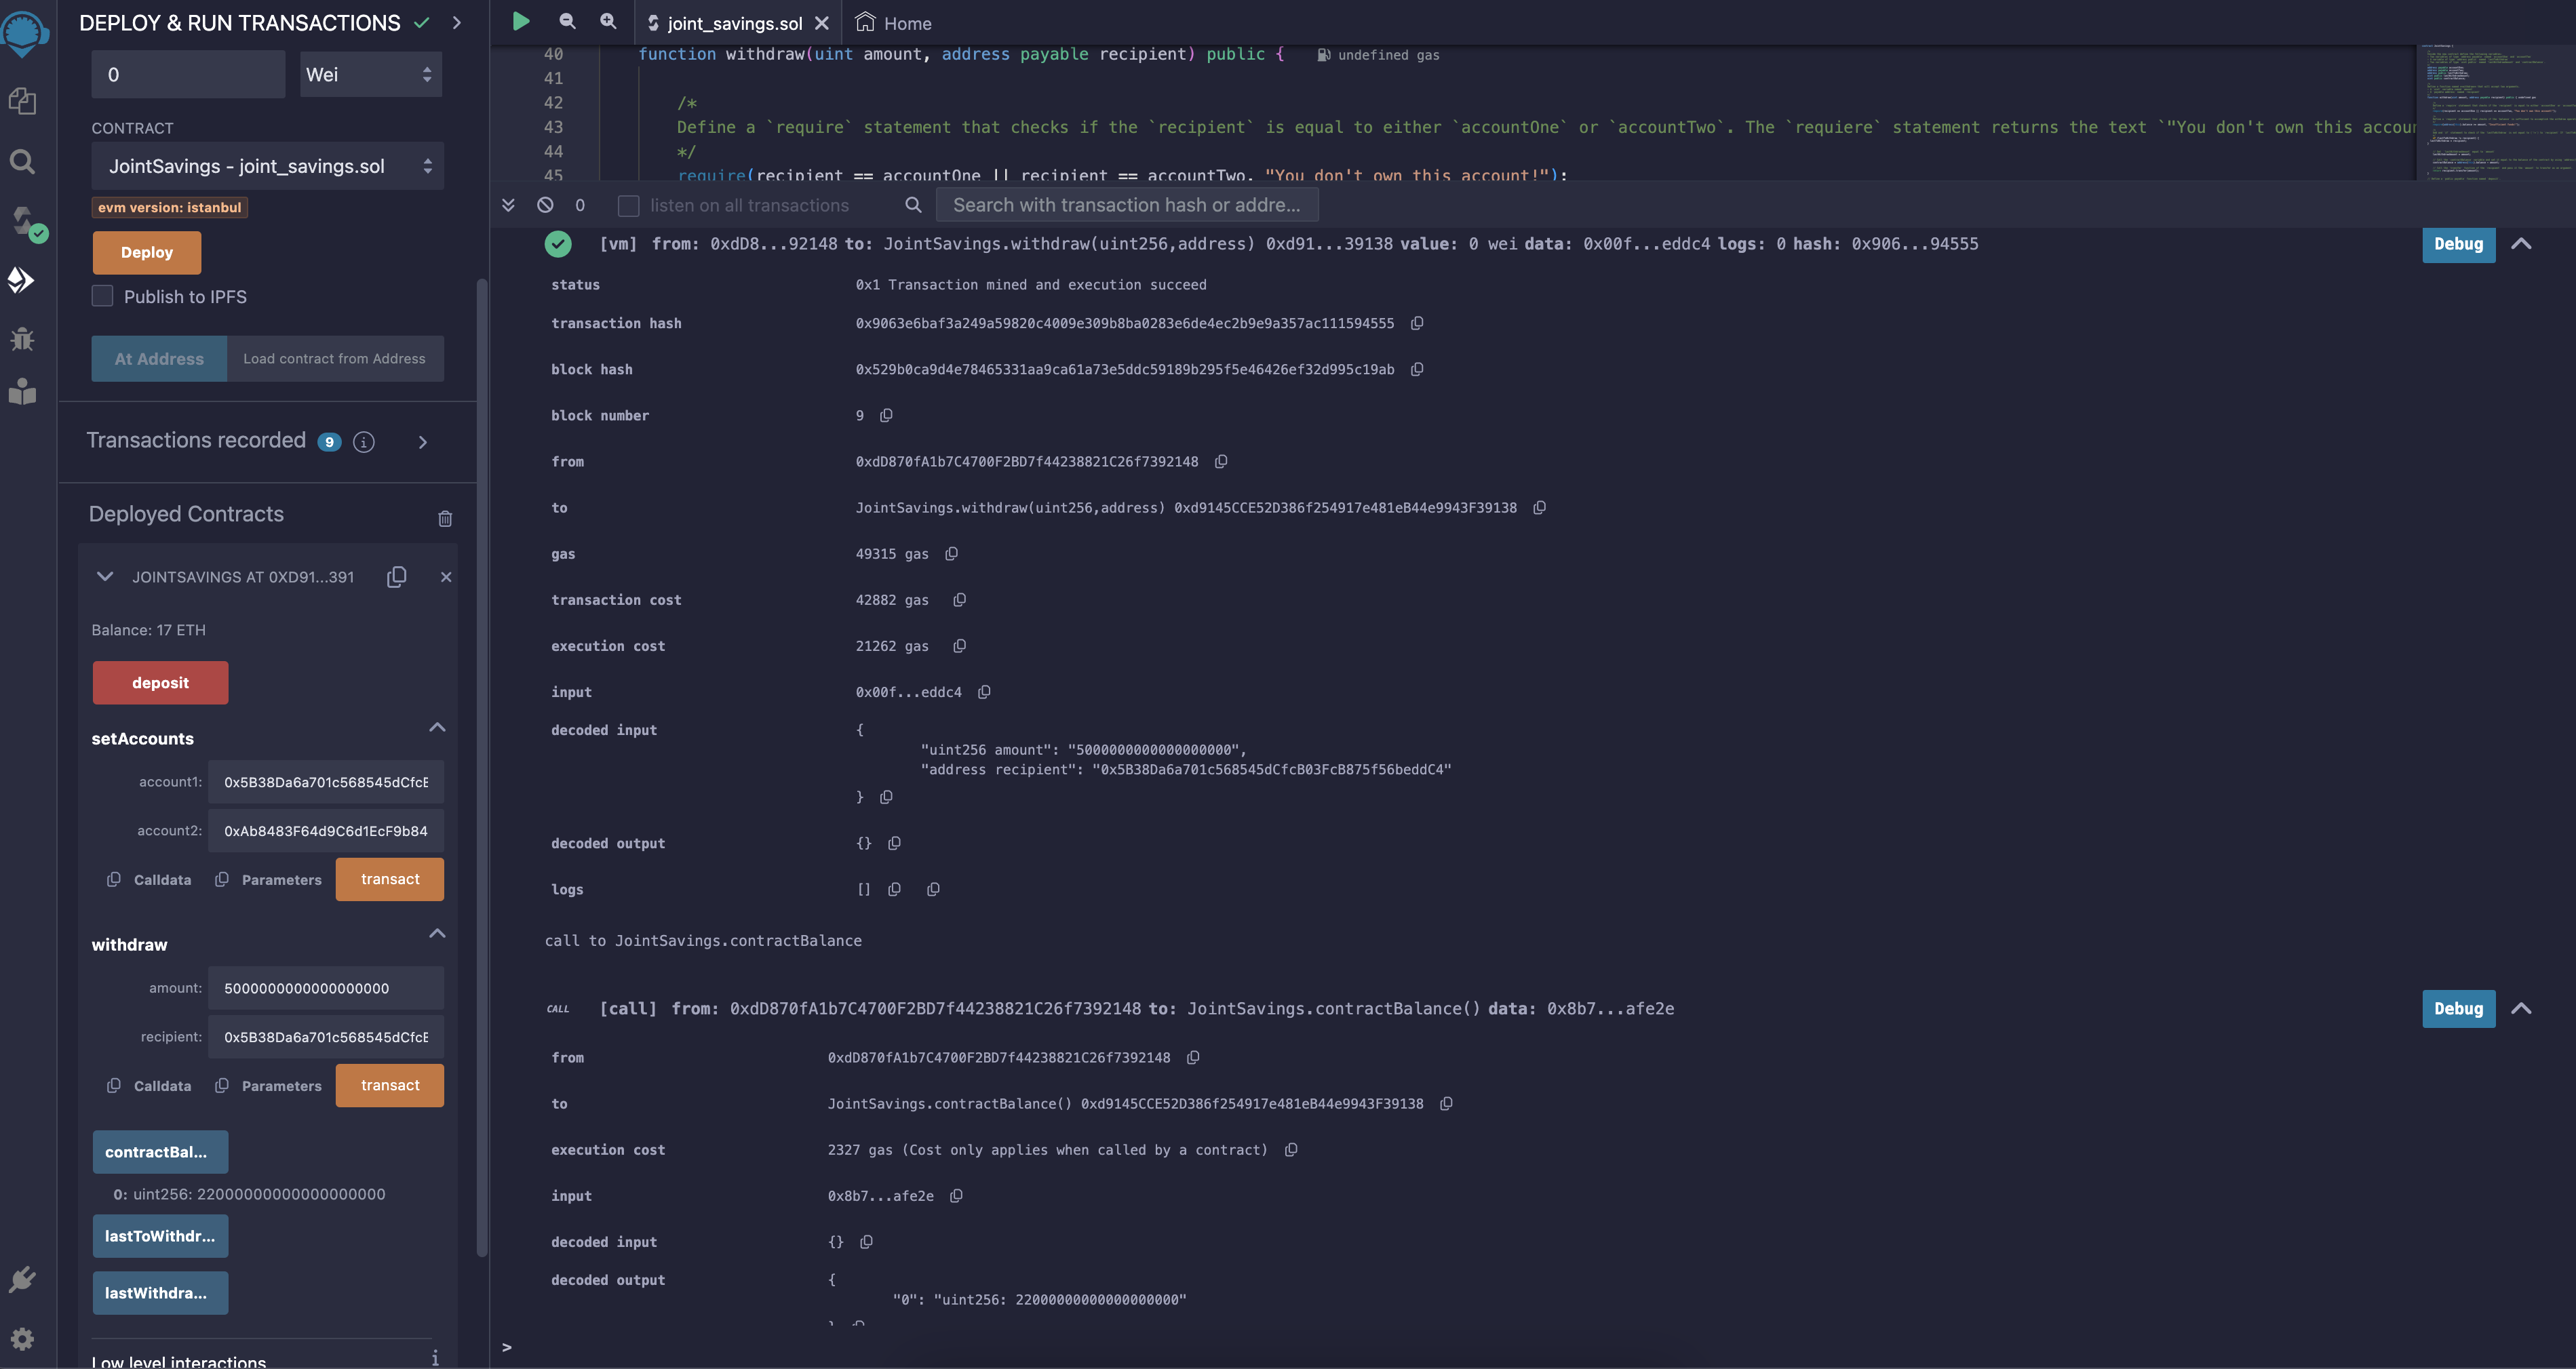 DEPLOY & RUN TRANSACTIONS
0
Wei
CONTRACT
JointSavings - joint_savings.sol
evm version: istanbul
Deploy
Publish to IPFS
At Address
Load contract from Address
Transactions recorded 9 i
Deployed Contracts
JOINTSAVINGS AT 0XD91...391
Balance: 17 ETH
deposit
setAccounts
account1: 0x5B38Da6a701c568545dCfcB
account2: 0xAb8483F64d9C6d1EcF9b84
Calldata Parameters transact
withdraw
amount: 5000000000000000000
recipient: 0x5B38Da6a701c568545dCfcB
Calldata Parameters transact
contractBal...
0: uint256: 22000000000000000000
lastToWithdr...
lastWithdra...
Low level interactions i
joint_savings.sol
Home
40 function withdraw(uint amount, address payable recipient) public { undefined gas
41
42 /*
43 Define a `require` statement that checks if the `recipient` is equal to either `accountOne` or `accountTwo`. The `requiere` statement returns the text `"You don't own this accou
44 */
45 require(recipient == accountOne || recipient == accountTwo, "You don't own this account!");
0
listen on all transactions
Search with transaction hash or addre...
[vm] from: 0xdD8...92148 to: JointSavings.withdraw(uint256,address) 0xd91...39138 value: 0 wei data: 0x00f...eddc4 logs: 0 hash: 0x906...94555
Debug
status 0x1 Transaction mined and execution succeed
transaction hash 0x9063e6baf3a249a59820c4009e309b8ba0283e6de4ec2b9e9a357ac111594555
block hash 0x529b0ca9d4e78465331aa9ca61a73e5ddc59189b295f5e46426ef32d995c19ab
block number 9
from 0xdD870fA1b7C4700F2BD7f44238821C26f7392148
to JointSavings.withdraw(uint256,address) 0xd9145CCE52D386f254917e481eB44e9943F39138
gas 49315 gas
transaction cost 42882 gas
execution cost 21262 gas
input 0x00f...eddc4
decoded input {
"uint256 amount": "5000000000000000000",
"address recipient": "0x5B38Da6a701c568545dCfcB03FcB875f56beddC4"
}
decoded output {}
logs []
call to JointSavings.contractBalance
CALL [call] from: 0xdD870fA1b7C4700F2BD7f44238821C26f7392148 to: JointSavings.contractBalance() data: 0x8b7...afe2e
Debug
from 0xdD870fA1b7C4700F2BD7f44238821C26f7392148
to JointSavings.contractBalance() 0xd9145CCE52D386f254917e481eB44e9943F39138
execution cost 2327 gas (Cost only applies when called by a contract)
input 0x8b7...afe2e
decoded input {}
decoded output {
"0": "uint256: 22000000000000000000"
}
>